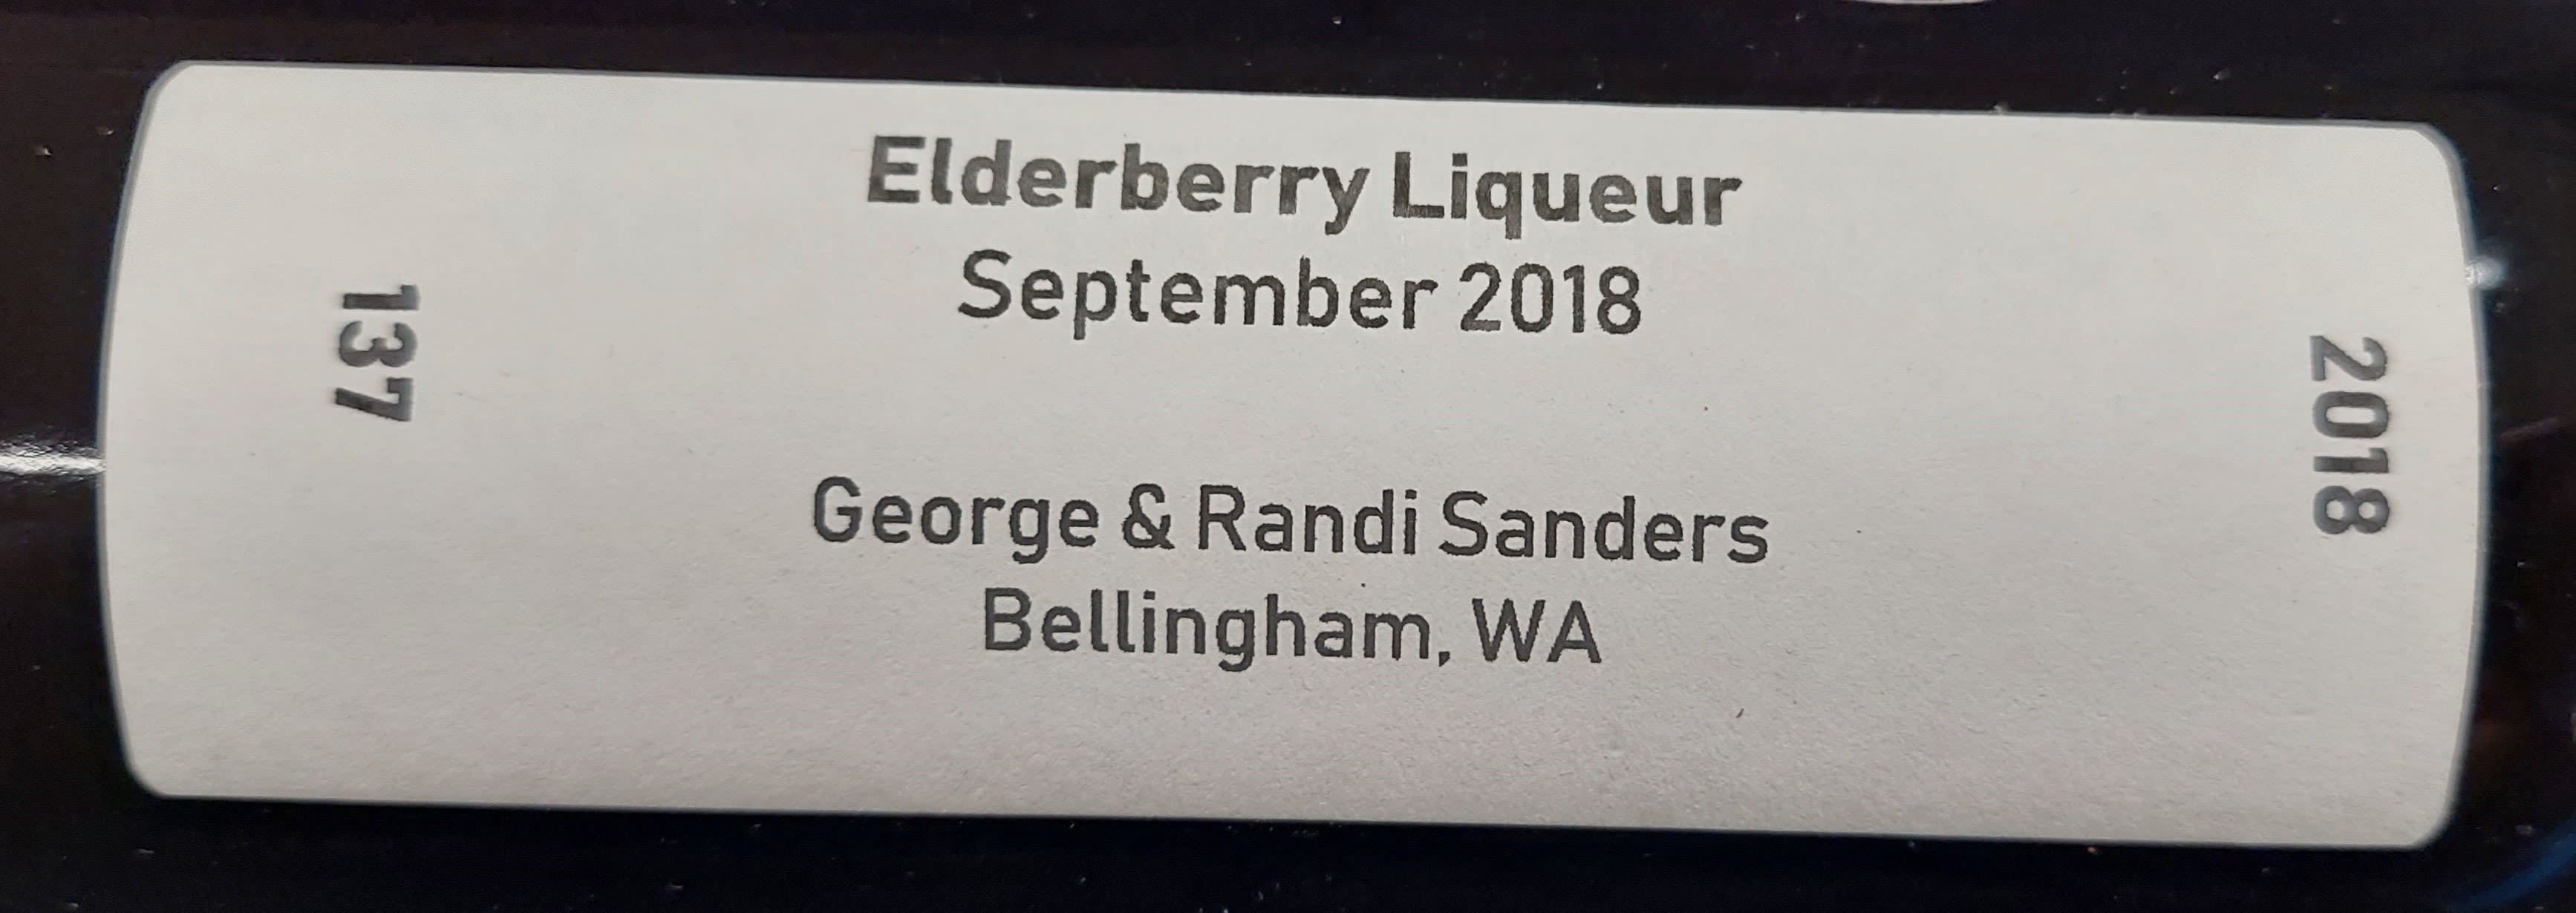 137
Elderberry Liqueur
September 2018
George & Randi Sanders
Bellingham, WA
2018